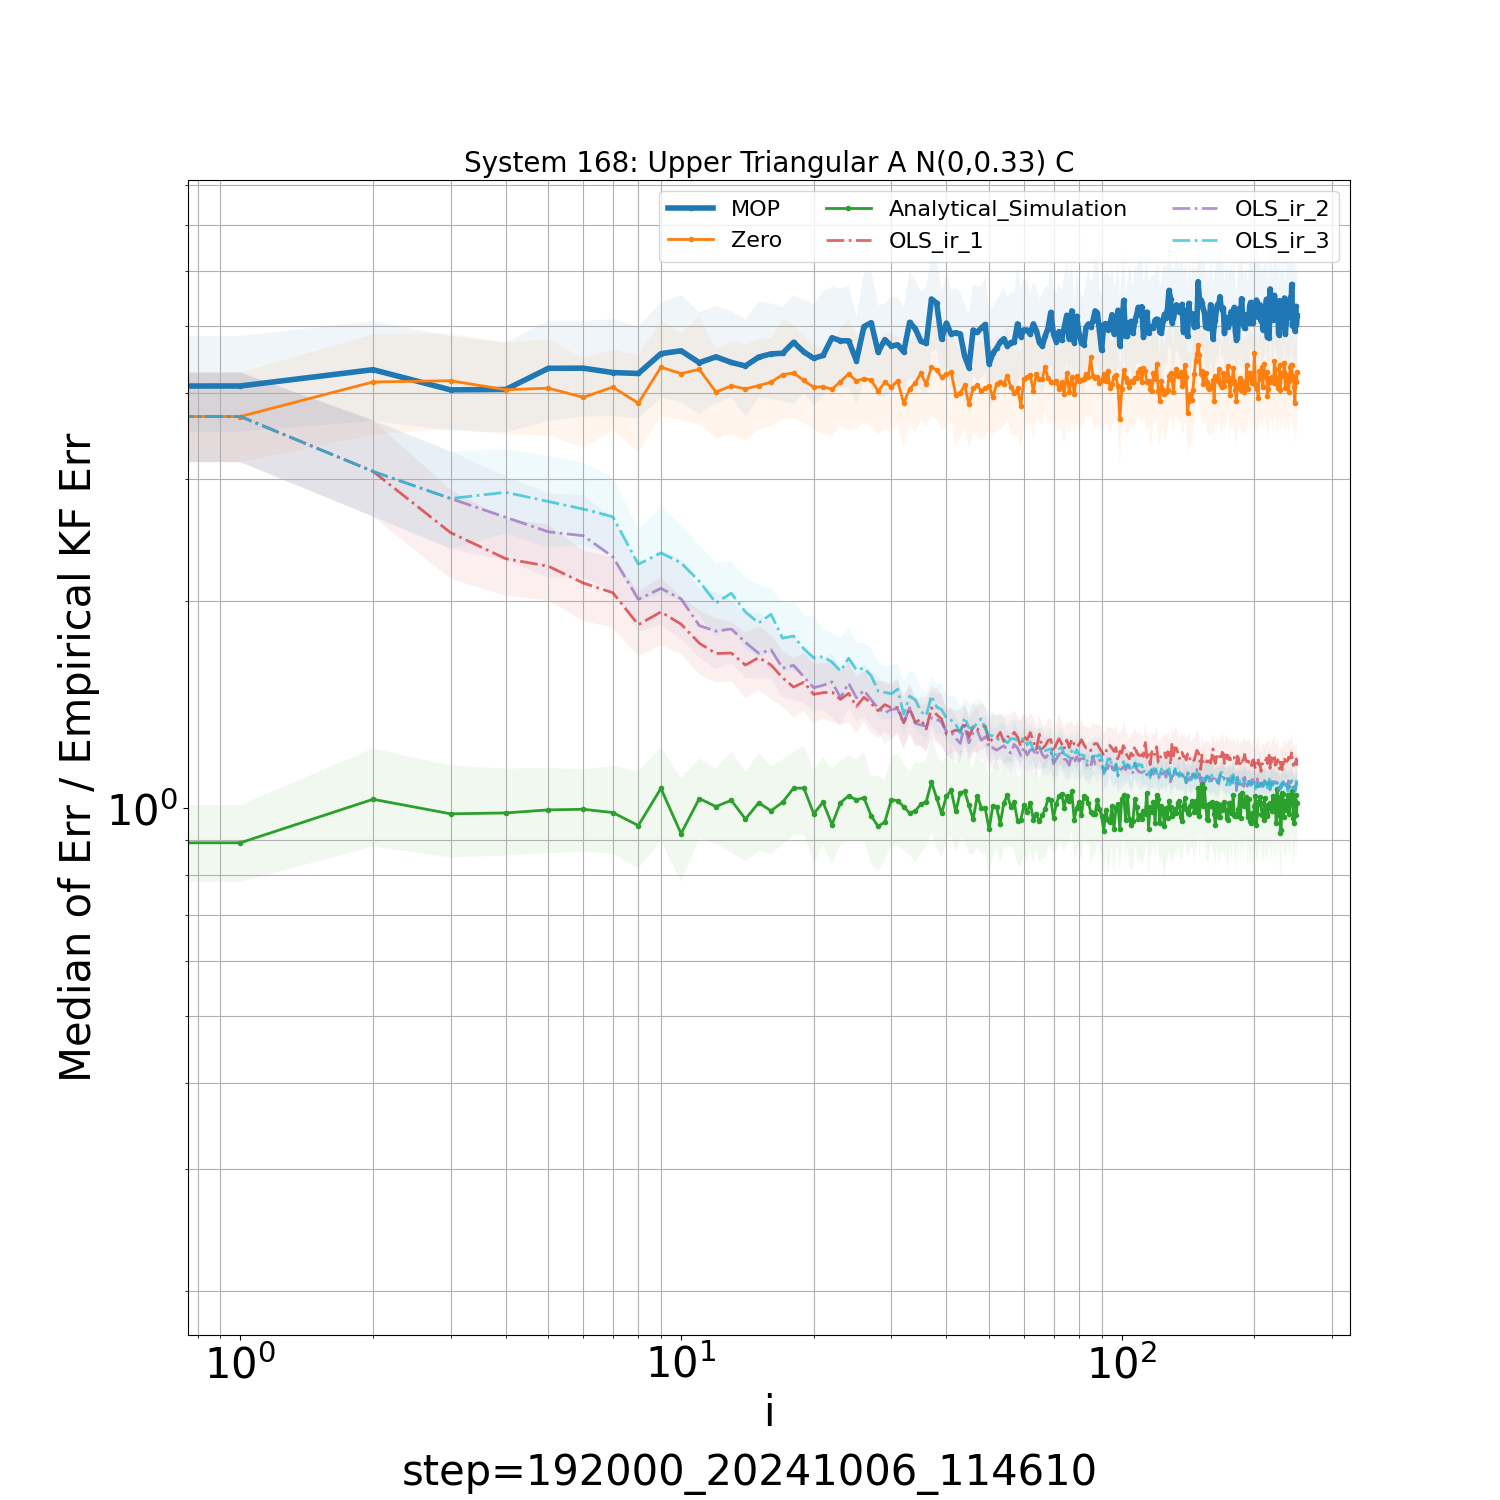 System 168: Upper Triangular A N(0,0.33) C
MOP
Zero
Analytical_Simulation
OLS_ir_1
OLS_ir_2
OLS_ir_3
Median of Err / Empirical KF Err
10⁰
10⁰
10¹
10²
i
step=192000_20241006_114610